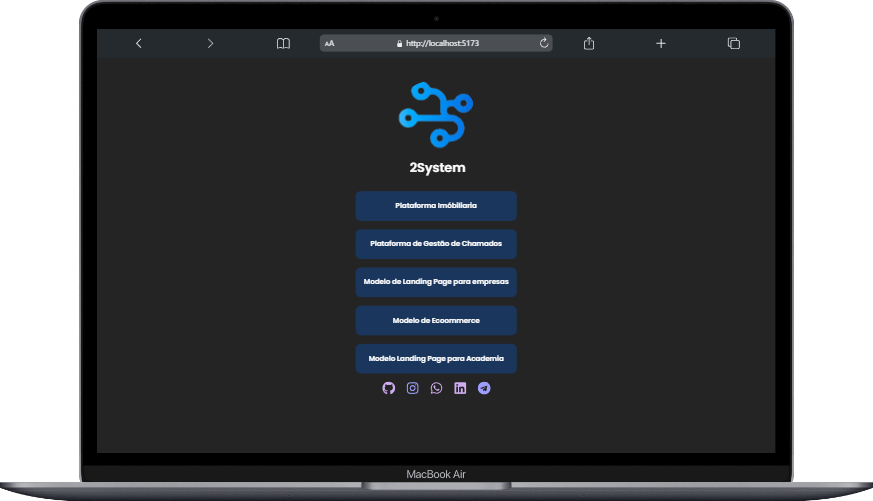 AA http://localhost:5173
2System
Plataforma Imóbiliaria
Plataforma de Gestão de Chamados
Modelo de Landing Page para empresas
Modelo de Ecoommerce
Modelo Landing Page para Academia
MacBook Air